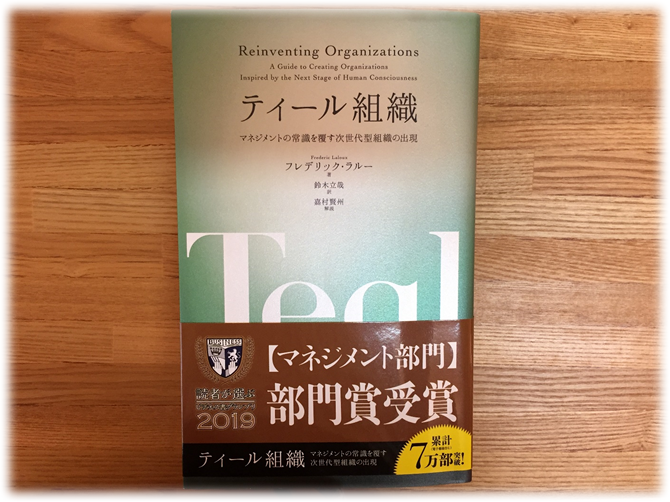 Reinventing Organizations
A Guide to Creating Organizations
Inspired by the Next Stage of Human Consciousness
ティール組織
マネジメントの常識を覆す次世代型組織の出現
Frederic Laloux
フレデリック・ラルー
著
鈴木立哉
訳
嘉村賢州
解説
Teal
BUSINESS
読者が選ぶ
2019
【マネジメント部門】
部門賞受賞
ティール組織
マネジメントの常識を覆す
次世代型組織の出現
累計
7万部突破!